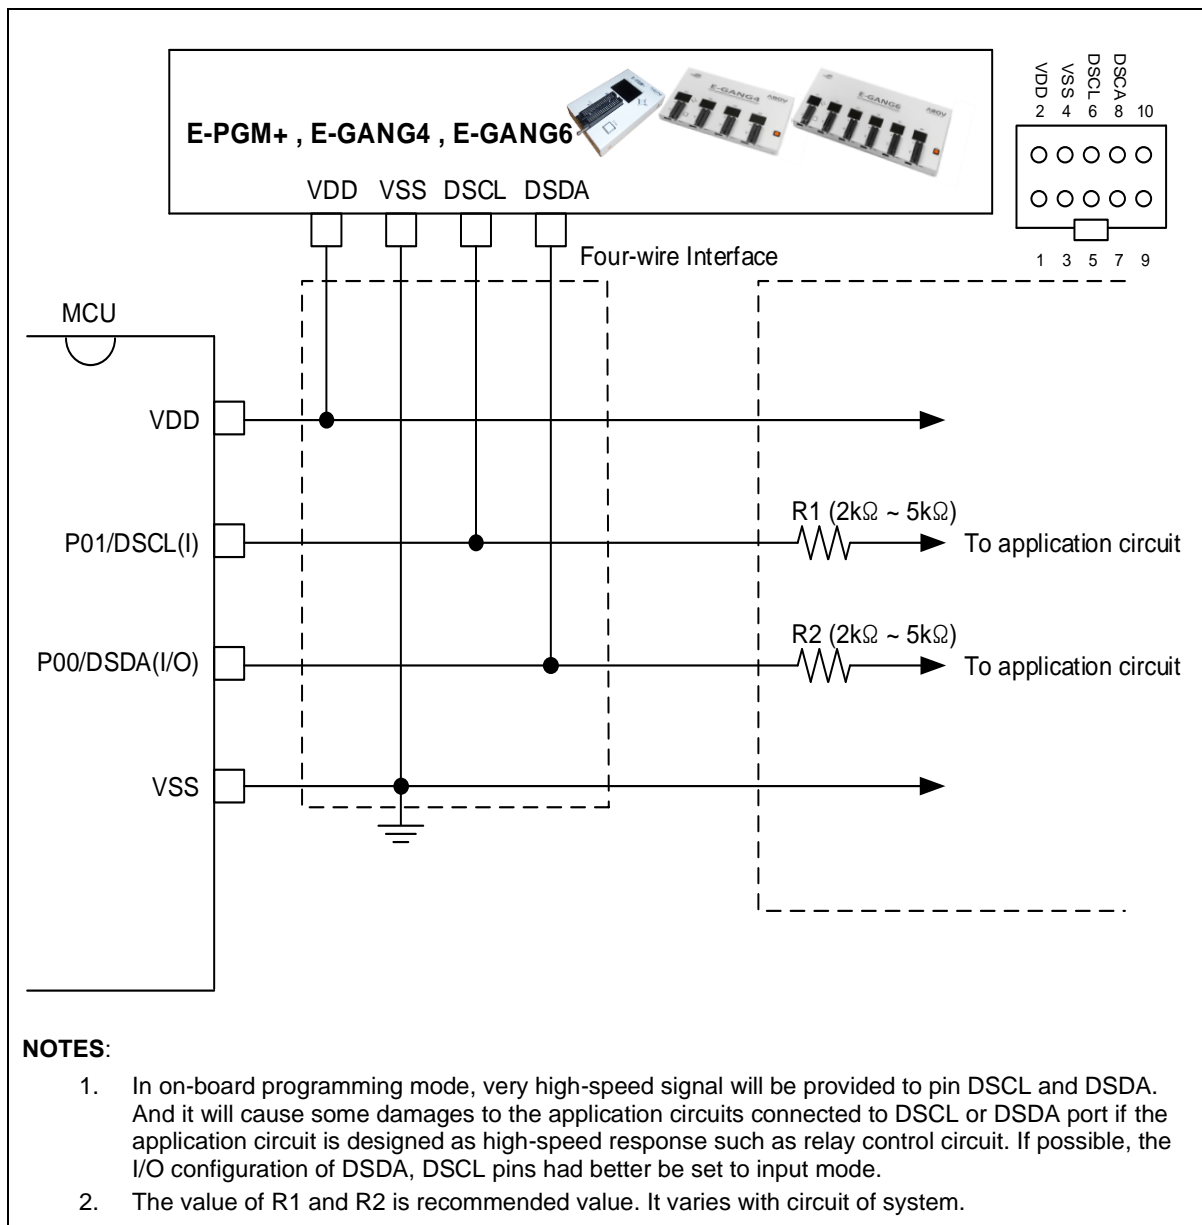 E-PGM+ , E-GANG4 , E-GANG6
E-PGM+
E-GANG4
E-GANG6
VDD VSS DSCL DSCA
2 4 6 8 10
1 3 5 7 9
VDD VSS DSCL DSDA
Four-wire Interface
MCU
VDD
R1 (2kΩ ~ 5kΩ)
P01/DSCL(I)
To application circuit
R2 (2kΩ ~ 5kΩ)
P00/DSDA(I/O)
To application circuit
VSS
NOTES:
1. In on-board programming mode, very high-speed signal will be provided to pin DSCL and DSDA.
And it will cause some damages to the application circuits connected to DSCL or DSDA port if the
application circuit is designed as high-speed response such as relay control circuit. If possible, the
I/O configuration of DSDA, DSCL pins had better be set to input mode.
2. The value of R1 and R2 is recommended value. It varies with circuit of system.